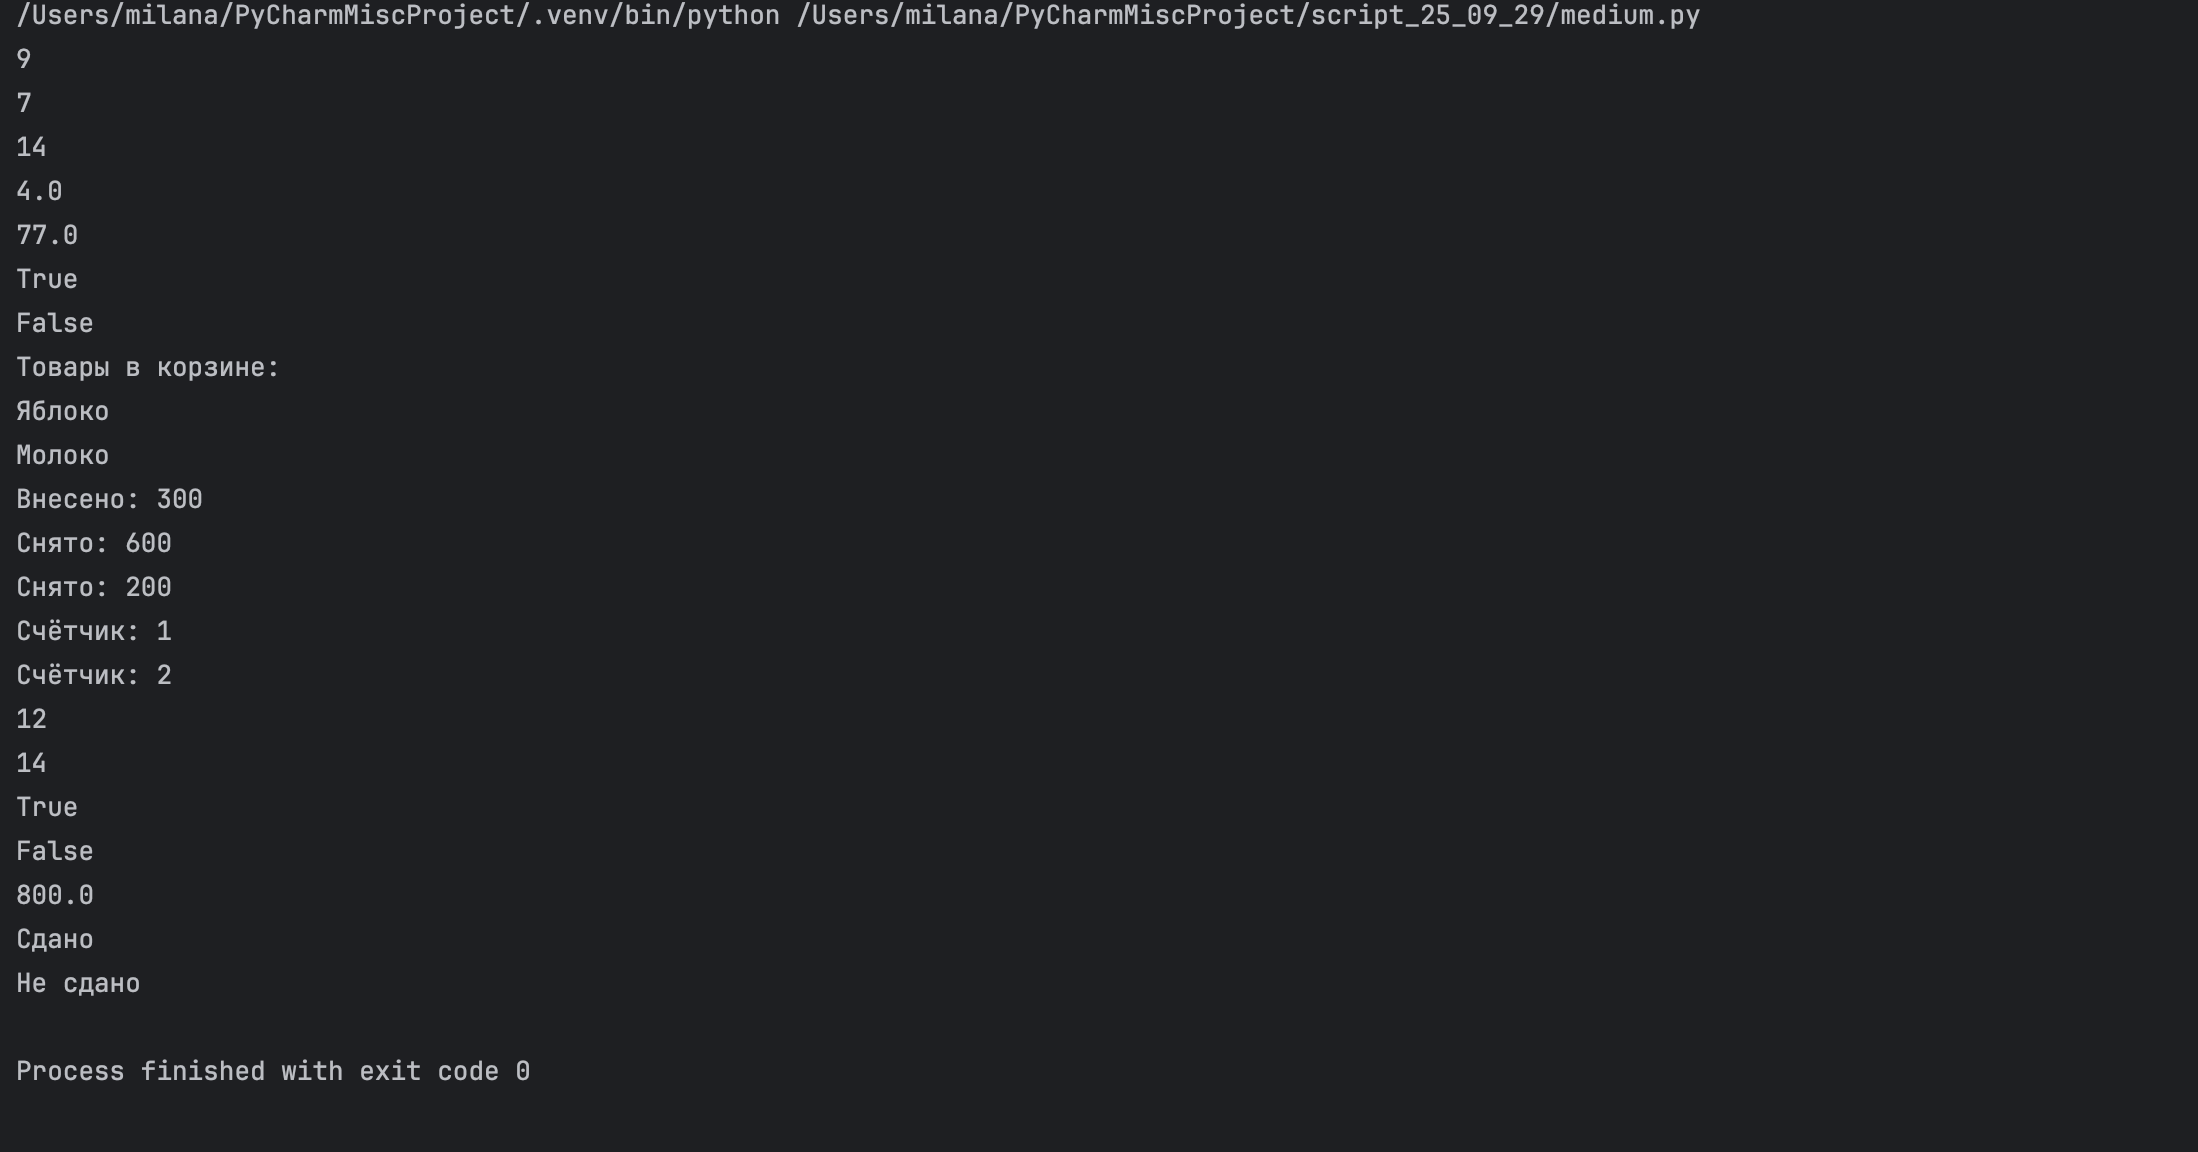 /Users/milana/PyCharmMiscProject/.venv/bin/python /Users/milana/PyCharmMiscProject/script_25_09_29/medium.py
9
7
14
4.0
77.0
True
False
Товары в корзине:
Яблоко
Молоко
Внесено: 300
Снято: 600
Снято: 200
Счётчик: 1
Счётчик: 2
12
14
True
False
800.0
Сдано
Не сдано
Process finished with exit code 0